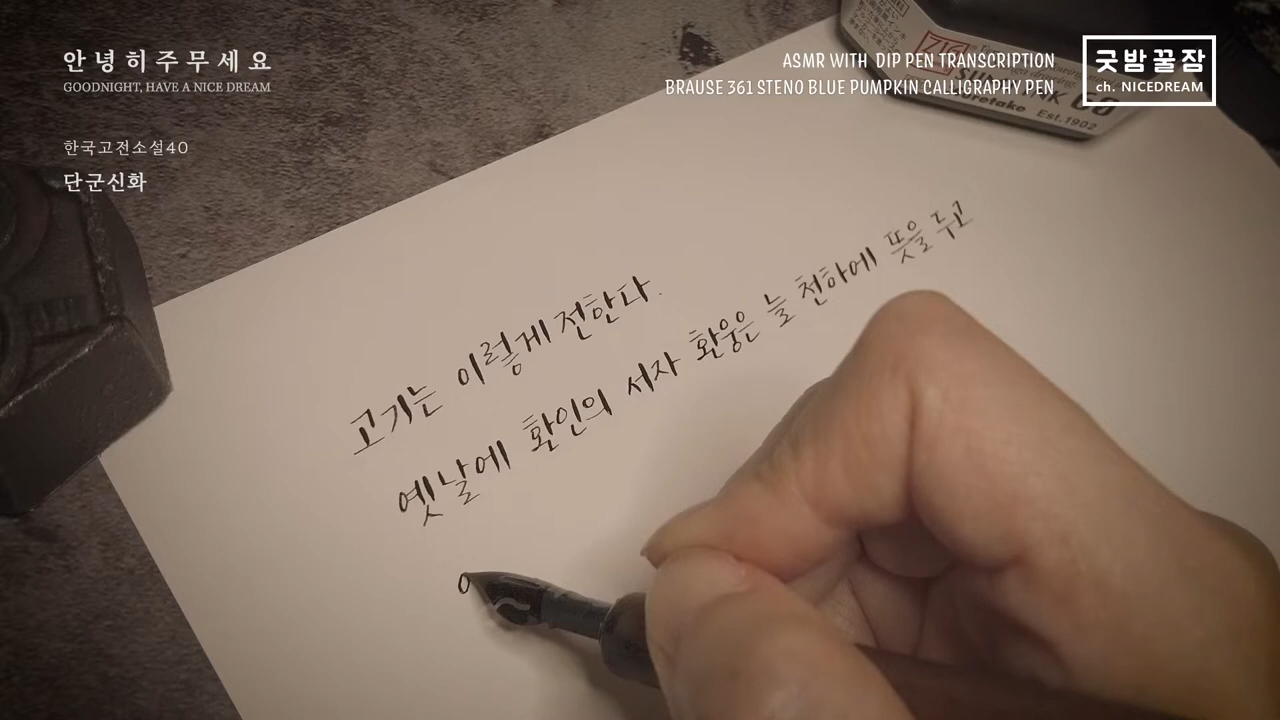 안녕히주무세요
GOODNIGHT, HAVE A NICE DREAM
한국고전소설40
단군신화
ASMR WITH DIP PEN TRANSCRIPTION
BRAUSE 361 STENO BLUE PUMPKIN CALLIGRAPHY PEN
굿밤꿀잠
ch. NICEDREAM
Est.1902
고기는 이렇게 전한다.
옛날에 환인의 서자 환웅은 늘 천하에 뜻을 두고